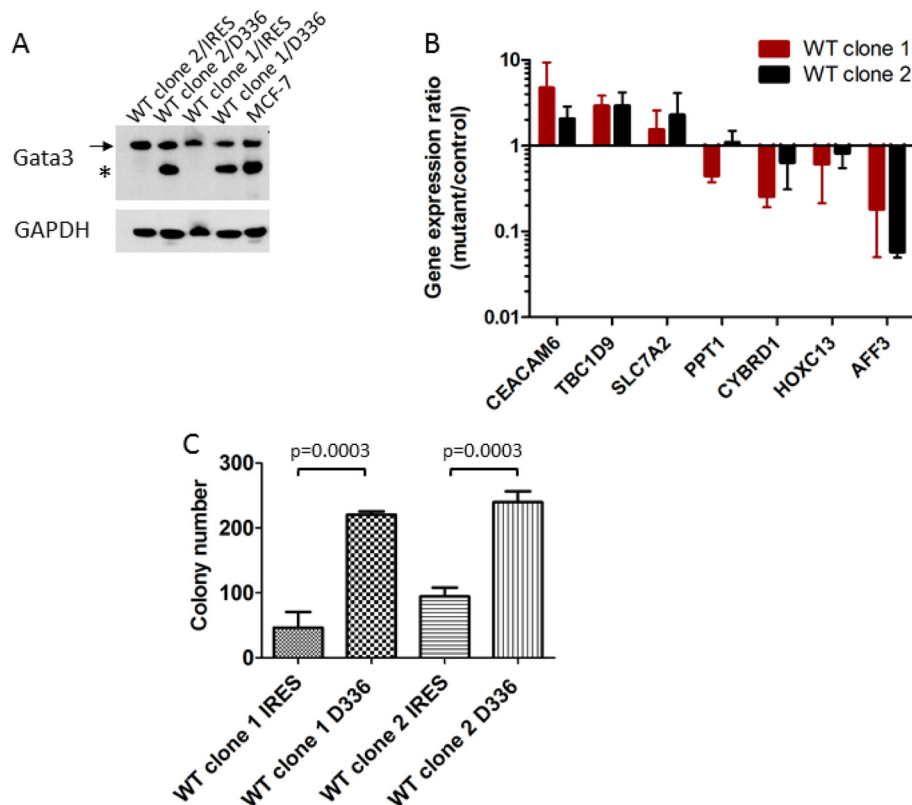 A
WT clone 2/IRES
WT clone 2/D336
WT clone 1/IRES
WT clone 1/D336
MCF-7
Gata3
*
GAPDH
B
WT clone 1
WT clone 2
Gene expression ratio
(mutant/control)
10
1
0.1
0.01
CEACAM6
TBC1D9
SLC7A2
PPT1
CYBRD1
HOXC13
AFF3
C
p=0.0003
p=0.0003
Colony number
300
200
100
0
WT clone 1 IRES
WT clone 1 D336
WT clone 2 IRES
WT clone 2 D336